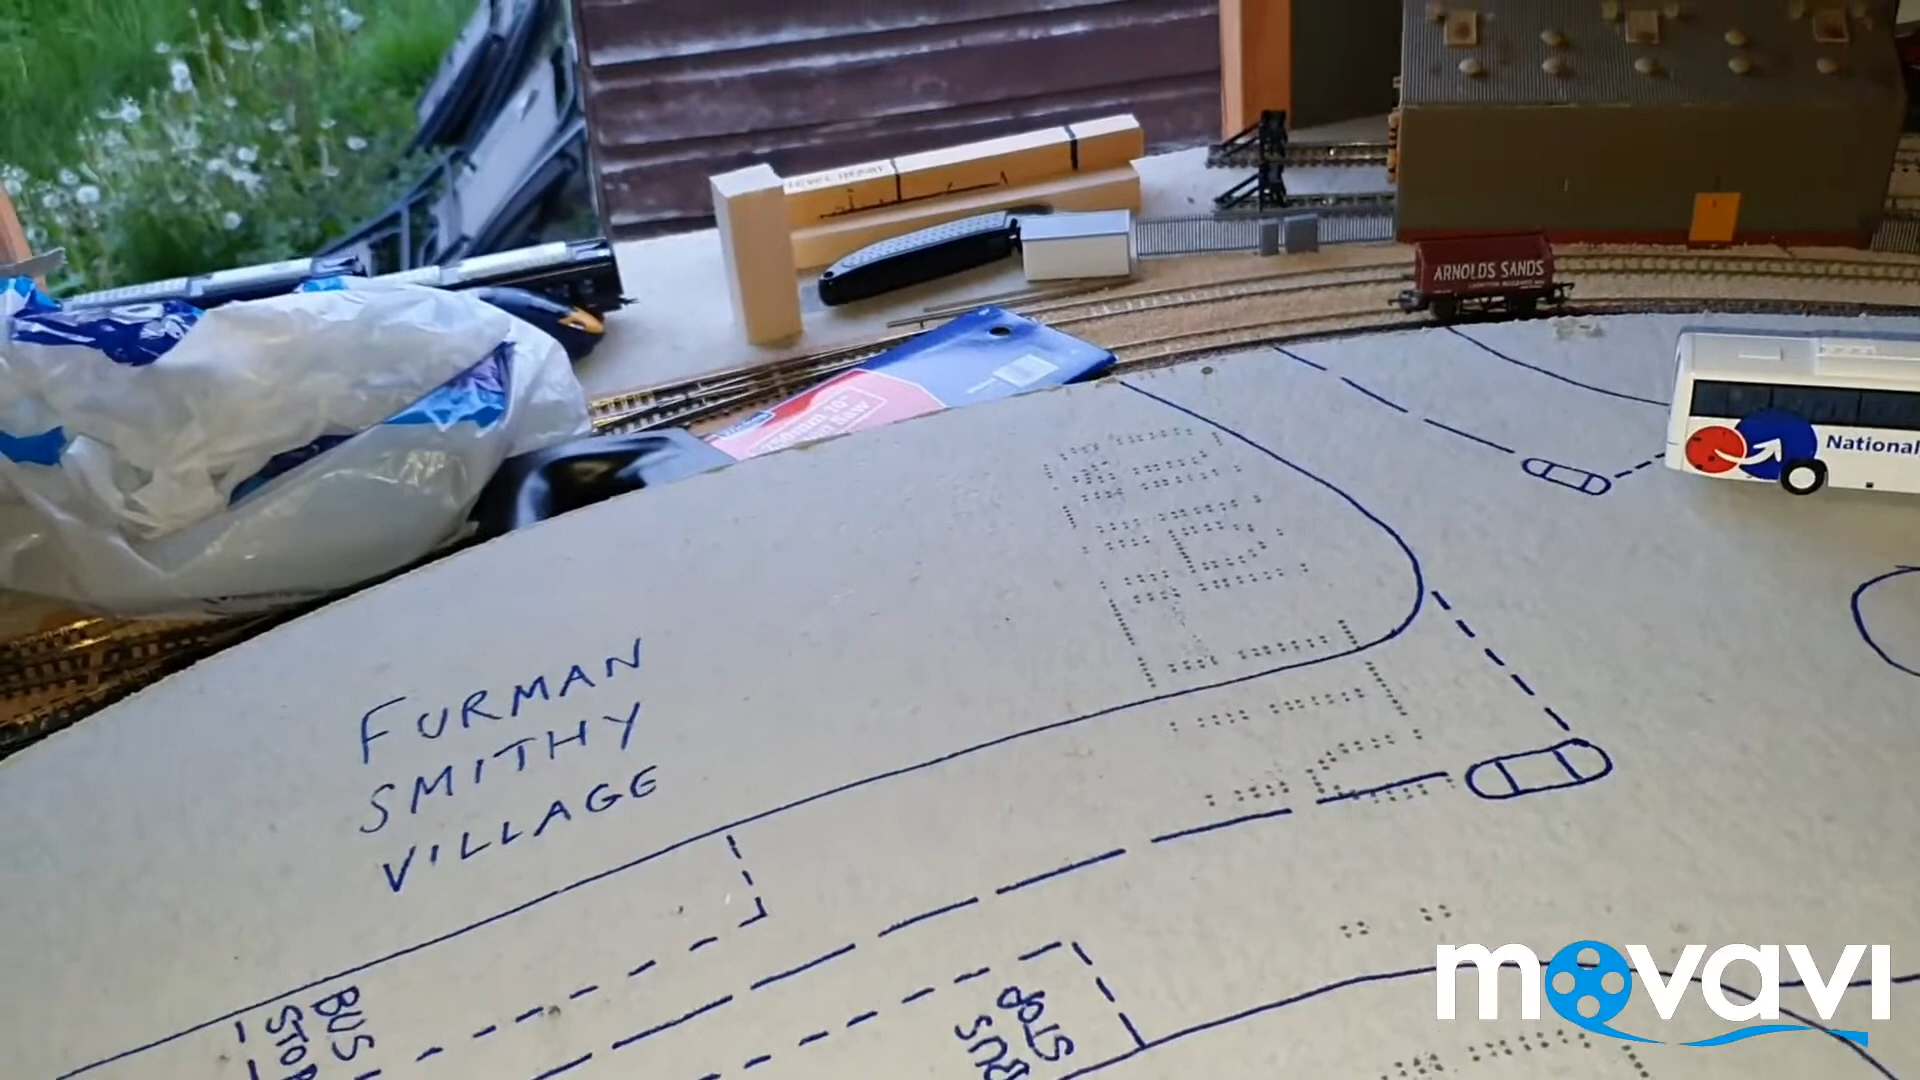 ARNOLDS SANDS
National
FURMAN
SMITHY
VILLAGE
BUS
STOP
BUS
STOP
movavi